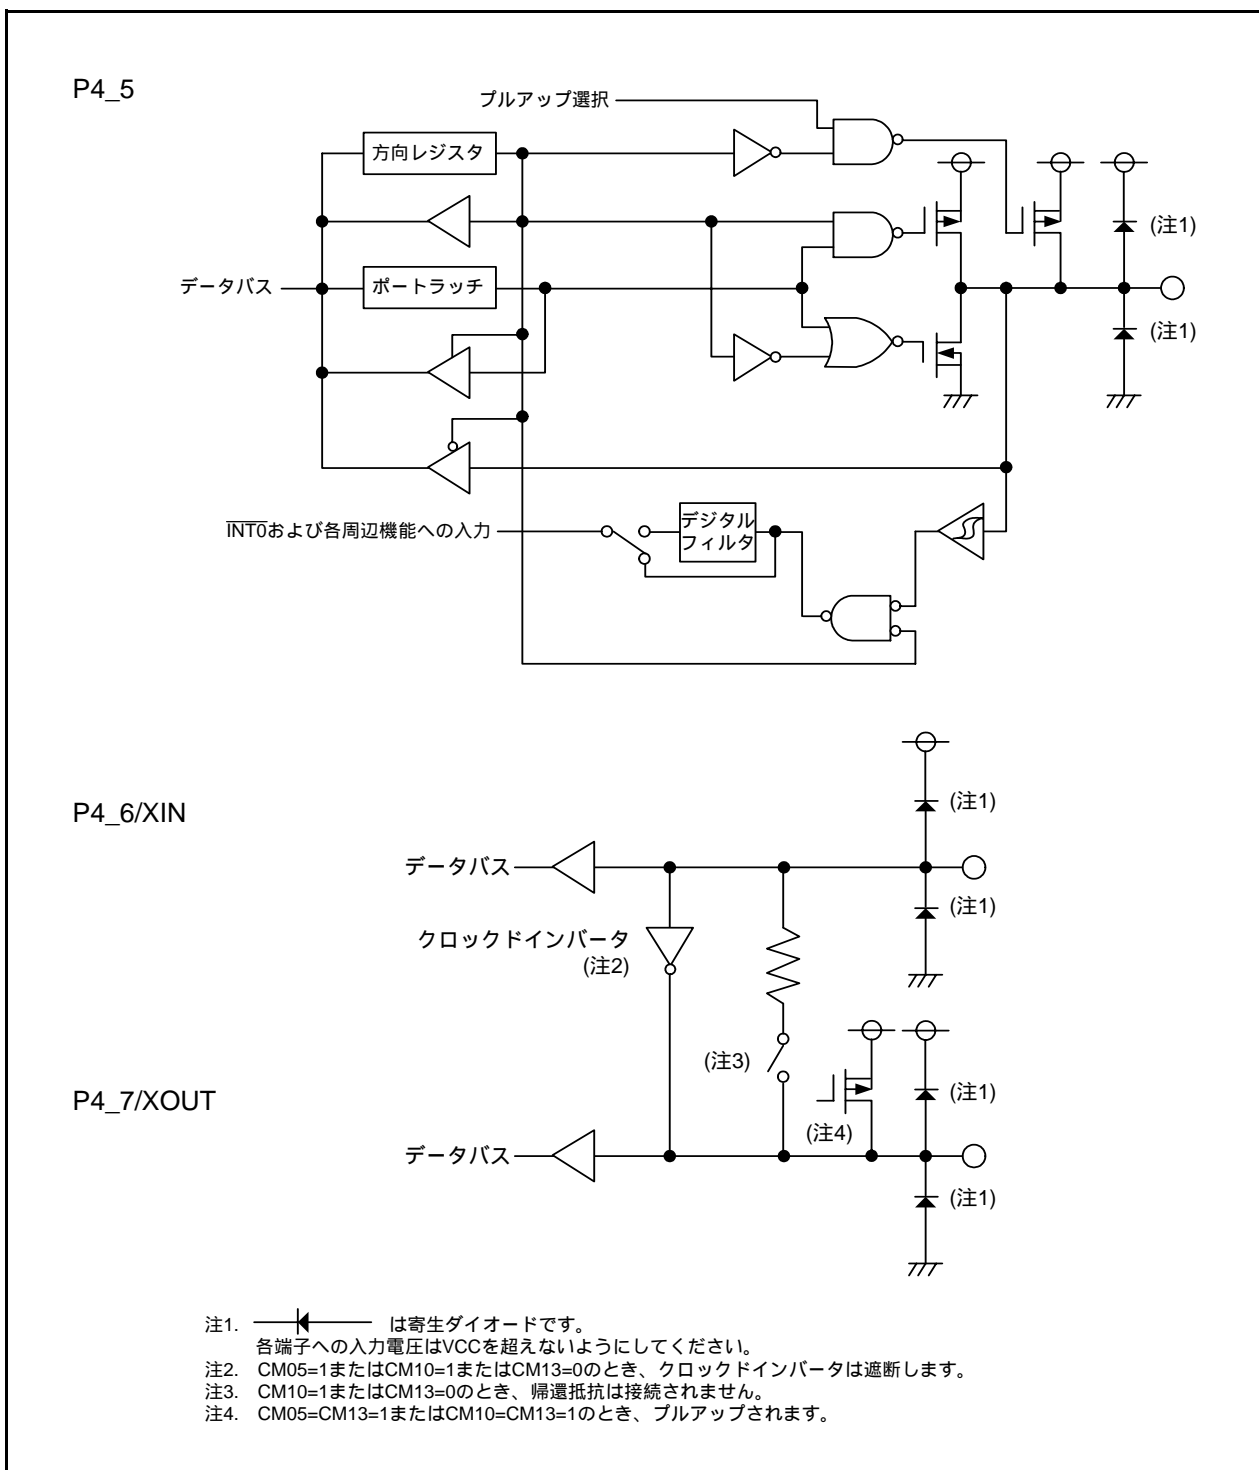 P4_5
プルアップ選択
方向レジスタ
(注1)
データバス
ポートラッチ
(注1)
INT0および各周辺機能への入力
デジタル
フィルタ
P4_6/XIN
(注1)
データバス
(注1)
クロックドインバータ
(注2)
(注3)
P4_7/XOUT
(注1)
(注4)
データバス
(注1)
注1. は寄生ダイオードです。
各端子への入力電圧はVCCを超えないようにしてください。
注2. CM05=1またはCM10=1またはCM13=0のとき、クロックドインバータは遮断します。
注3. CM10=1またはCM13=0のとき、帰還抵抗は接続されません。
注4. CM05=CM13=1またはCM10=CM13=1のとき、プルアップされます。